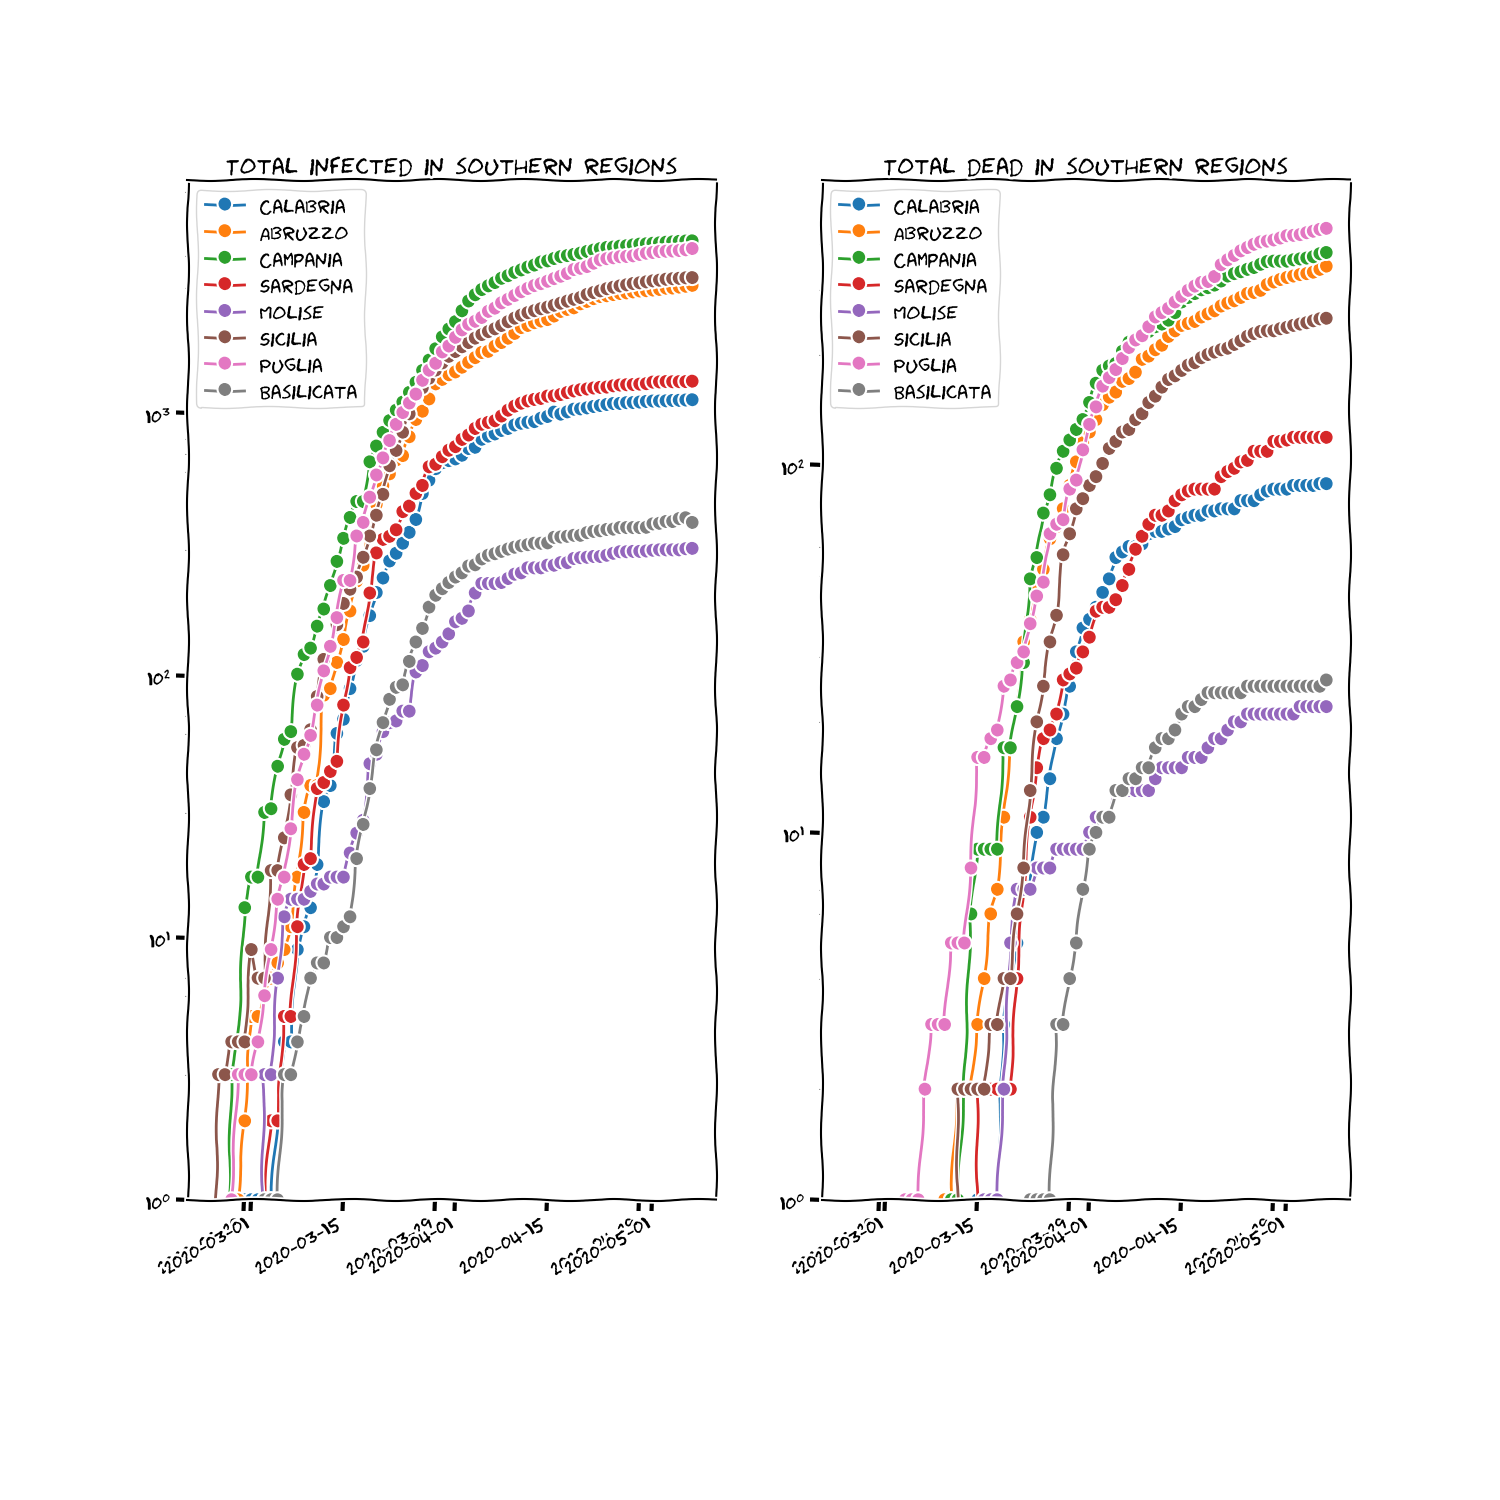 TOTAL INFECTED IN SOUTHERN REGIONS
CALABRIA
ABRUZZO
CAMPANIA
SARDEGNA
MOLISE
SICILIA
PUGLIA
BASILICATA
10³
10²
10¹
10⁰
2020-03-01
2020-03-15
2020-04-01
2020-04-15
2020-05-01
TOTAL DEAD IN SOUTHERN REGIONS
CALABRIA
ABRUZZO
CAMPANIA
SARDEGNA
MOLISE
SICILIA
PUGLIA
BASILICATA
10²
10¹
10⁰
2020-03-01
2020-03-15
2020-04-01
2020-04-15
2020-05-01